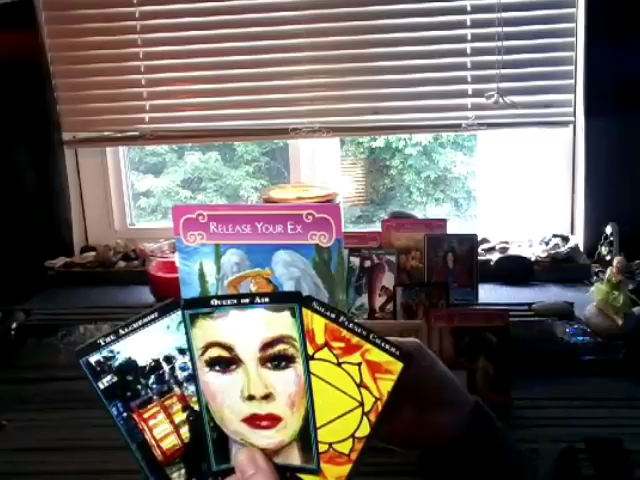 RELEASE YOUR EX
THE ALCHEMIST
QUEEN OF AIR
SOLAR PLEXUS CHAKRA